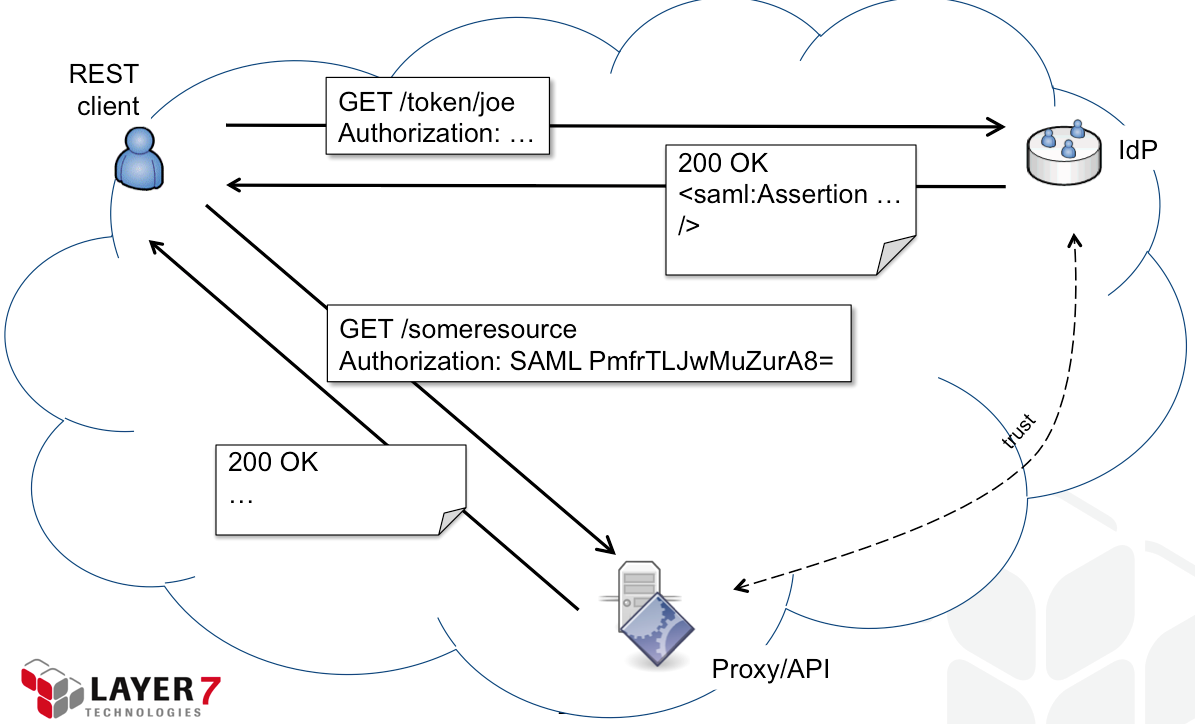 REST
client
GET /token/joe
Authorization: …
IdP
200 OK
<saml:Assertion …
/>
GET /someresource
Authorization: SAML PmfrTLJwMuZurA8=
trust
200 OK
…
Proxy/API
LAYER 7
TECHNOLOGIES